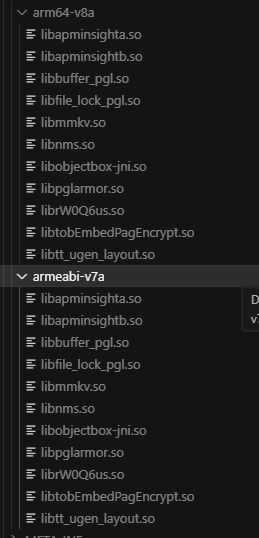 arm64-v8a
libapminsighta.so
libapminsightb.so
libbuffer_pgl.so
libfile_lock_pgl.so
libmmkv.so
libnms.so
libobjectbox-jni.so
libpglarmor.so
librW0Q6us.so
libtobEmbedPagEncrypt.so
libtt_ugen_layout.so
armeabi-v7a
libapminsighta.so
libapminsightb.so
libbuffer_pgl.so
libfile_lock_pgl.so
libmmkv.so
libnms.so
libobjectbox-jni.so
libpglarmor.so
librW0Q6us.so
libtobEmbedPagEncrypt.so
libtt_ugen_layout.so